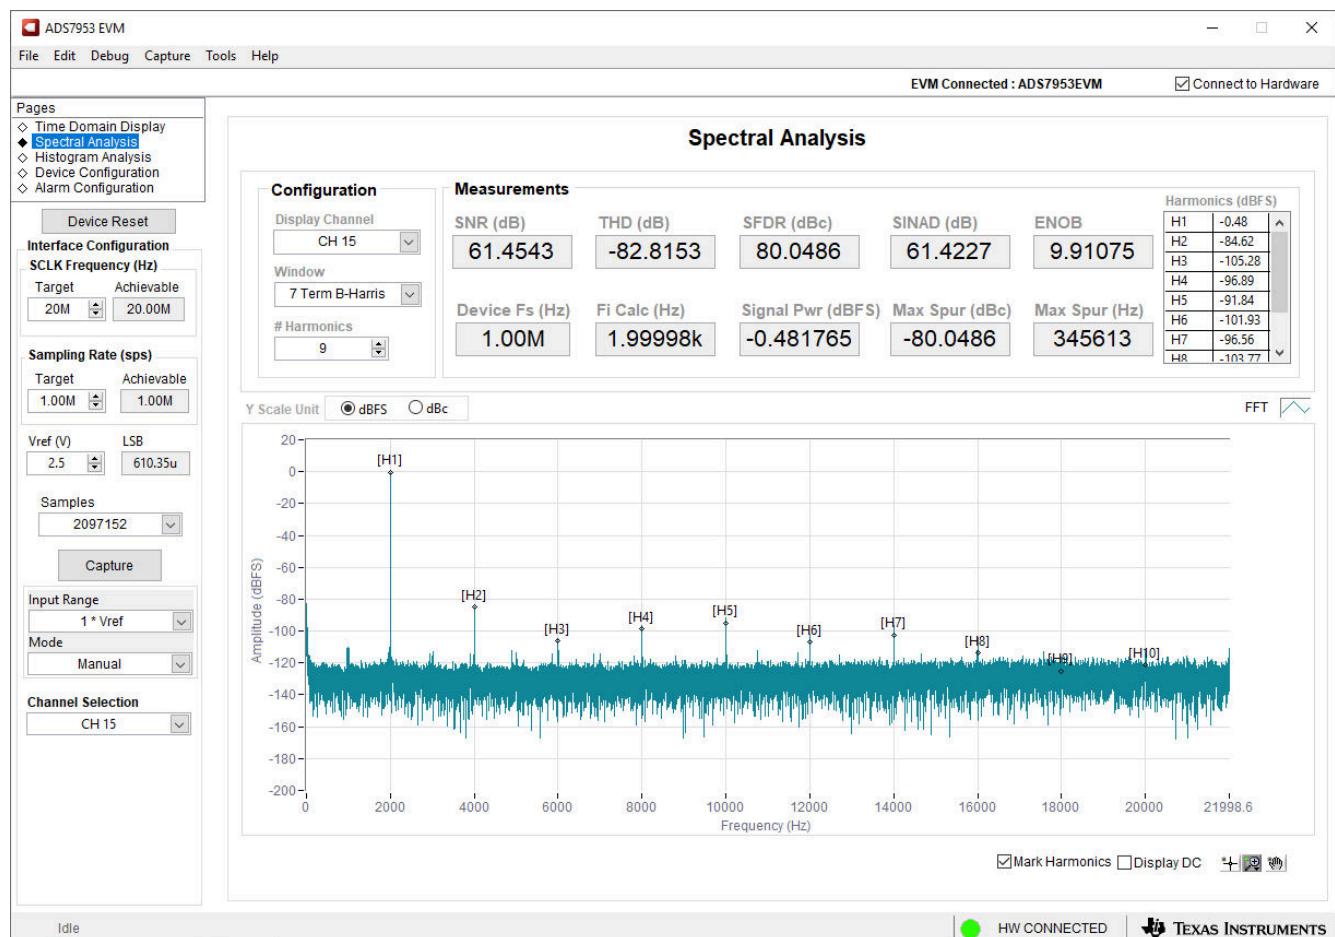 ADS7953 EVM
File Edit Debug Capture Tools Help
EVM Connected : ADS7953EVM Connect to Hardware
Pages
Time Domain Display
Spectral Analysis
Histogram Analysis
Device Configuration
Alarm Configuration
Device Reset
Interface Configuration
SCLK Frequency (Hz)
Target Achievable
20M 20.00M
Sampling Rate (sps)
Target Achievable
1.00M 1.00M
Vref (V) LSB
2.5 610.35u
Samples
2097152
Capture
Input Range
1 * Vref
Mode
Manual
Channel Selection
CH 15
Spectral Analysis
Configuration
Display Channel
CH 15
Window
7 Term B-Harris
# Harmonics
9
Measurements
SNR (dB) THD (dB) SFDR (dBc) SINAD (dB) ENOB
61.4543 -82.8153 80.0486 61.4227 9.91075
Device Fs (Hz) Fi Calc (Hz) Signal Pwr (dBFS) Max Spur (dBc) Max Spur (Hz)
1.00M 1.99998k -0.481765 -80.0486 345613
Harmonics (dBFS)
H1 -0.48
H2 -84.62
H3 -105.28
H4 -96.89
H5 -91.84
H6 -101.93
H7 -96.56
H8 -103.77
Y Scale Unit dBFS dBc
FFT
20
0
-20
-40
-60
-80
-100
-120
-140
-160
-180
-200
Amplitude (dBFS)
[H1]
[H2]
[H3]
[H4]
[H5]
[H6]
[H7]
[H8]
[H9]
[H10]
0 2000 4000 6000 8000 10000 12000 14000 16000 18000 20000 21998.6
Frequency (Hz)
Mark Harmonics Display DC
Idle
HW CONNECTED
TEXAS INSTRUMENTS